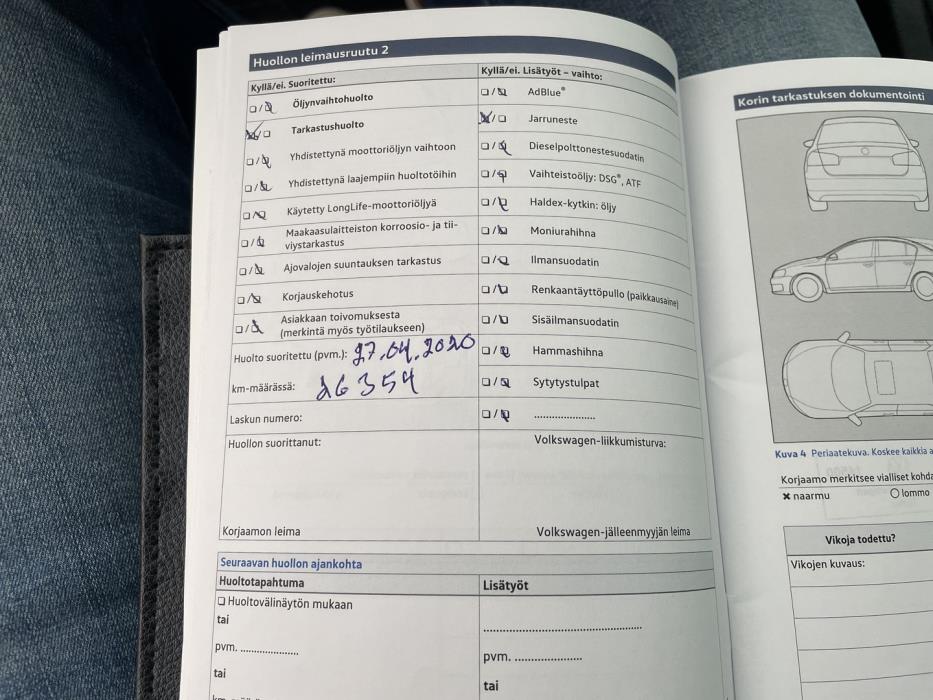 Huollon leimausruutu 2
Kyllä/ei. Suoritettu:
☐/☒ Öljynvaihtohuolto
☒/☐ Tarkastushuolto
☐/☒ Yhdistettynä moottoriöljyn vaihtoon
☐/☒ Yhdistettynä laajempiin huoltotöihin
☐/☒ Käytetty LongLife-moottoriöljyä
☐/☒ Maakaasulaitteiston korroosio- ja tii-
viystarkastus
☐/☒ Ajovalojen suuntauksen tarkastus
☐/☒ Korjauskehotus
☐/☒ Asiakkaan toivomuksesta
(merkintä myös työtilaukseen)
Huolto suoritettu (pvm.): 27.04.2020
km-määrässä: 26 354
Laskun numero:
Huollon suorittanut:
Korjaamon leima
Kyllä/ei. Lisätyöt – vaihto:
☐/☒ AdBlue®
☒/☐ Jarruneste
☐/☒ Dieselpolttonestesuodatin
☐/☒ Vaihteistoöljy: DSG®, ATF
☐/☒ Haldex-kytkin: öljy
☐/☒ Moniurahihna
☐/☒ Ilmansuodatin
☐/☒ Renkaantäyttöpullo (paikkausaine)
☐/☒ Sisäilmansuodatin
☐/☒ Hammashihna
☐/☒ Sytytystulpat
☐/☒ .....................
Volkswagen-liikkumisturva:
Volkswagen-jälleenmyyjän leima
Seuraavan huollon ajankohta
Huoltotapahtuma
☐ Huoltovälinäytön mukaan
tai
pvm. ....................
tai
Lisätyöt
.....................................................
pvm. .......................
tai
Korin tarkastuksen dokumentointi
Kuva 4 Periaatekuva. Koskee kaikkia
Korjaamo merkitsee vialliset
✖ naarmu ○ lommo
Vikoja todettu?
Vikojen kuvaus: